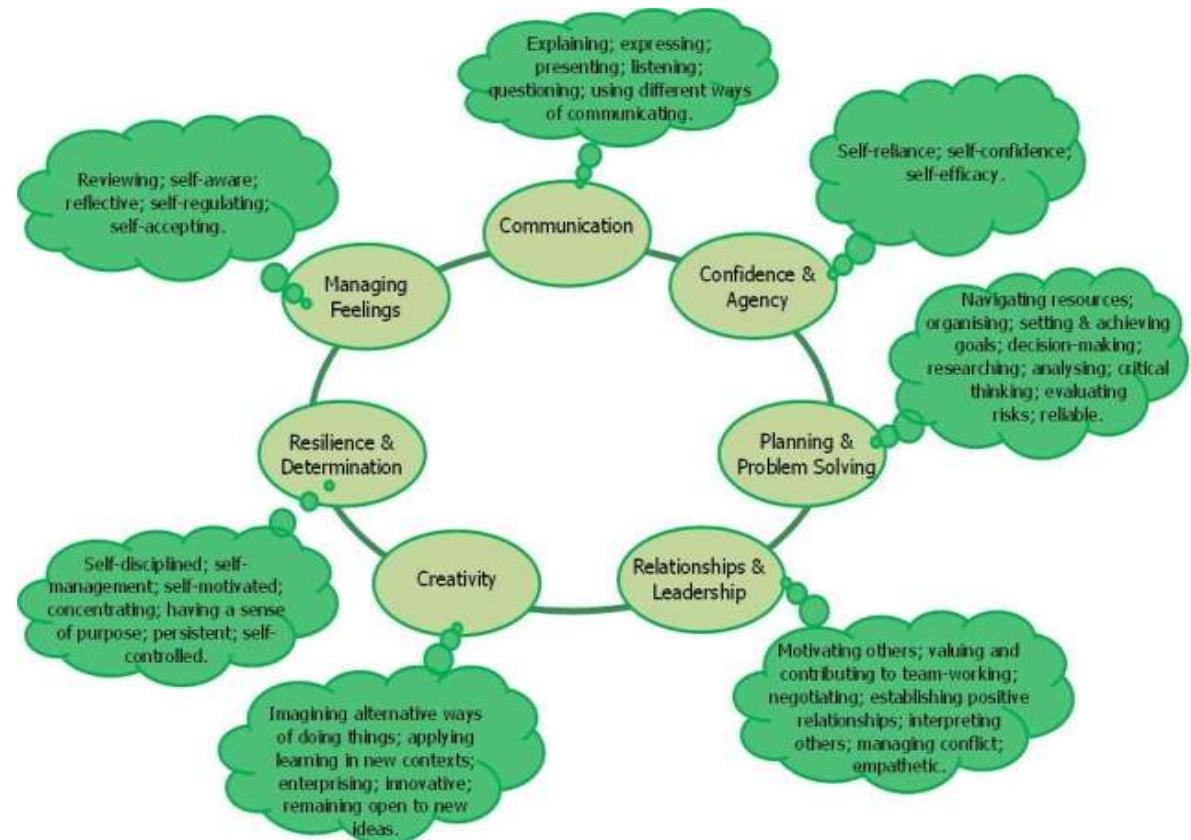 Explaining; expressing;
presenting; listening;
questioning; using different ways
of communicating.
Communication
Self-reliance; self-confidence;
self-efficacy.
Confidence &
Agency
Navigating resources;
organising; setting & achieving
goals; decision-making;
researching; analysing; critical
thinking; evaluating
risks; reliable.
Planning &
Problem Solving
Relationships &
Leadership
Motivating others; valuing and
contributing to team-working;
negotiating; establishing positive
relationships; interpreting
others; managing conflict;
empathetic.
Creativity
Imagining alternative ways
of doing things; applying
learning in new contexts;
enterprising; innovative;
remaining open to new
ideas.
Resilience &
Determination
Self-disciplined; self-
management; self-motivated;
concentrating; having a sense
of purpose; persistent; self-
controlled.
Managing
Feelings
Reviewing; self-aware;
reflective; self-regulating;
self-accepting.